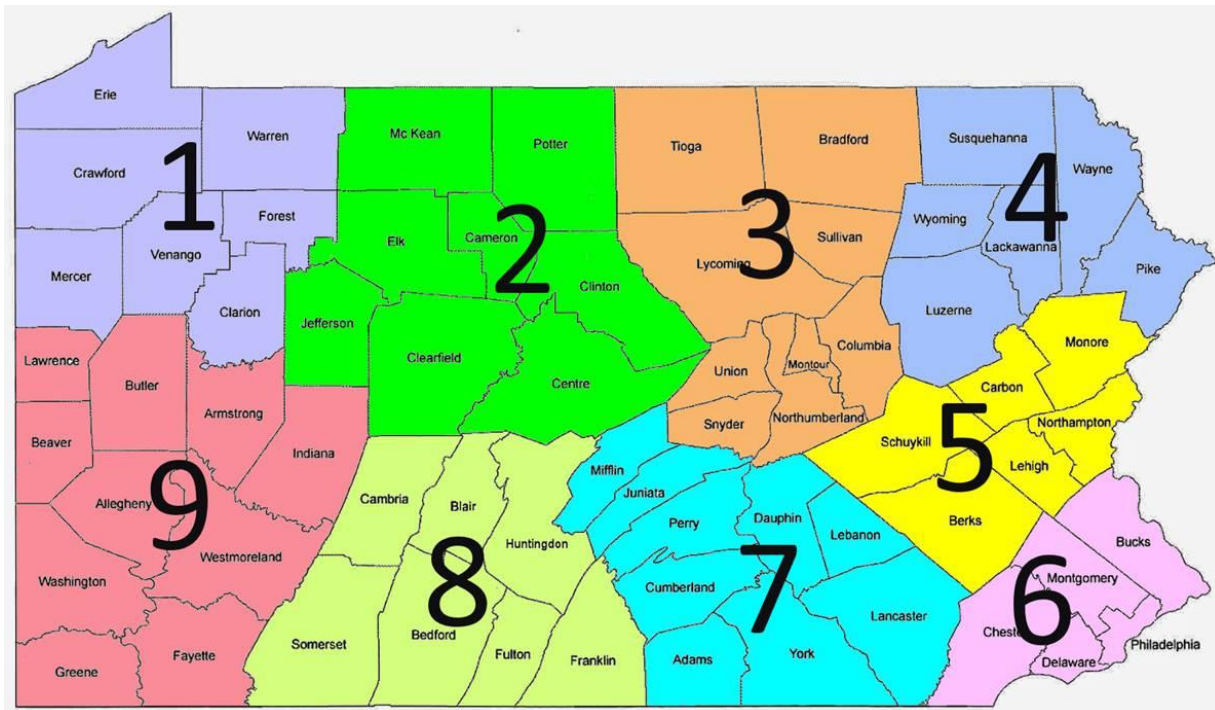 Erie
Warren
Crawford
1
Forest
Venango
Mercer
Clarion
Mc Kean
Potter
Elk
Cameron
2
Clinton
Jefferson
Clearfield
Centre
Tioga
Bradford
3
Sullivan
Lycoming
Columbia
Union
Montour
Snyder
Northumberland
Susquehanna
Wayne
4
Wyoming
Lackawanna
Pike
Luzerne
Monore
Carbon
Northampton
Schuykill
5
Lehigh
Berks
Bucks
Montgomery
6
Chester
Philadelphia
Delaware
Mifflin
Juniata
Perry
Dauphin
Lebanon
7
Cumberland
Lancaster
Adams
York
Cambria
Blair
Huntingdon
8
Somerset
Bedford
Fulton
Franklin
Lawrence
Butler
Armstrong
Beaver
Indiana
Allegheny
9
Westmoreland
Washington
Fayette
Greene